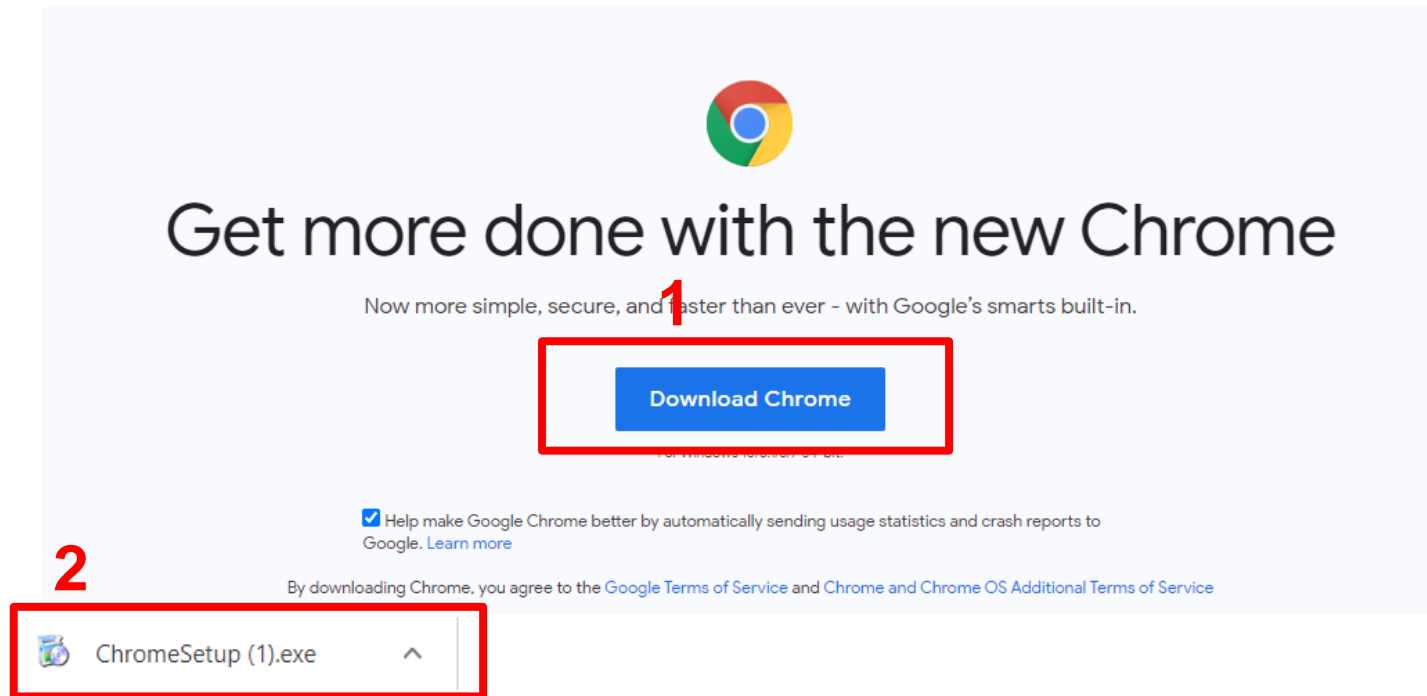 Get more done with the new Chrome
Now more simple, secure, and faster than ever - with Google's smarts built-in.
1
Download Chrome
Help make Google Chrome better by automatically sending usage statistics and crash reports to
Google. Learn more
2
By downloading Chrome, you agree to the Google Terms of Service and Chrome and Chrome OS Additional Terms of Service
ChromeSetup (1).exe